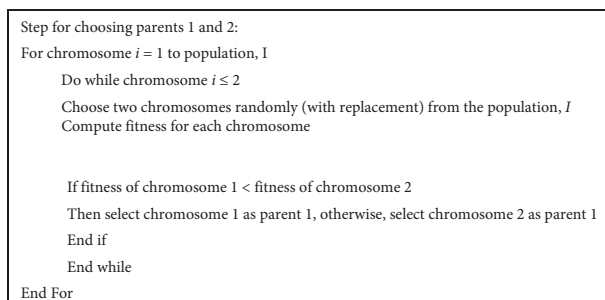 Step for choosing parents 1 and 2:
For chromosome i = 1 to population, I
Do while chromosome i ≤ 2
Choose two chromosomes randomly (with replacement) from the population, I
Compute fitness for each chromosome
If fitness of chromosome 1 < fitness of chromosome 2
Then select chromosome 1 as parent 1, otherwise, select chromosome 2 as parent 1
End if
End while
End For